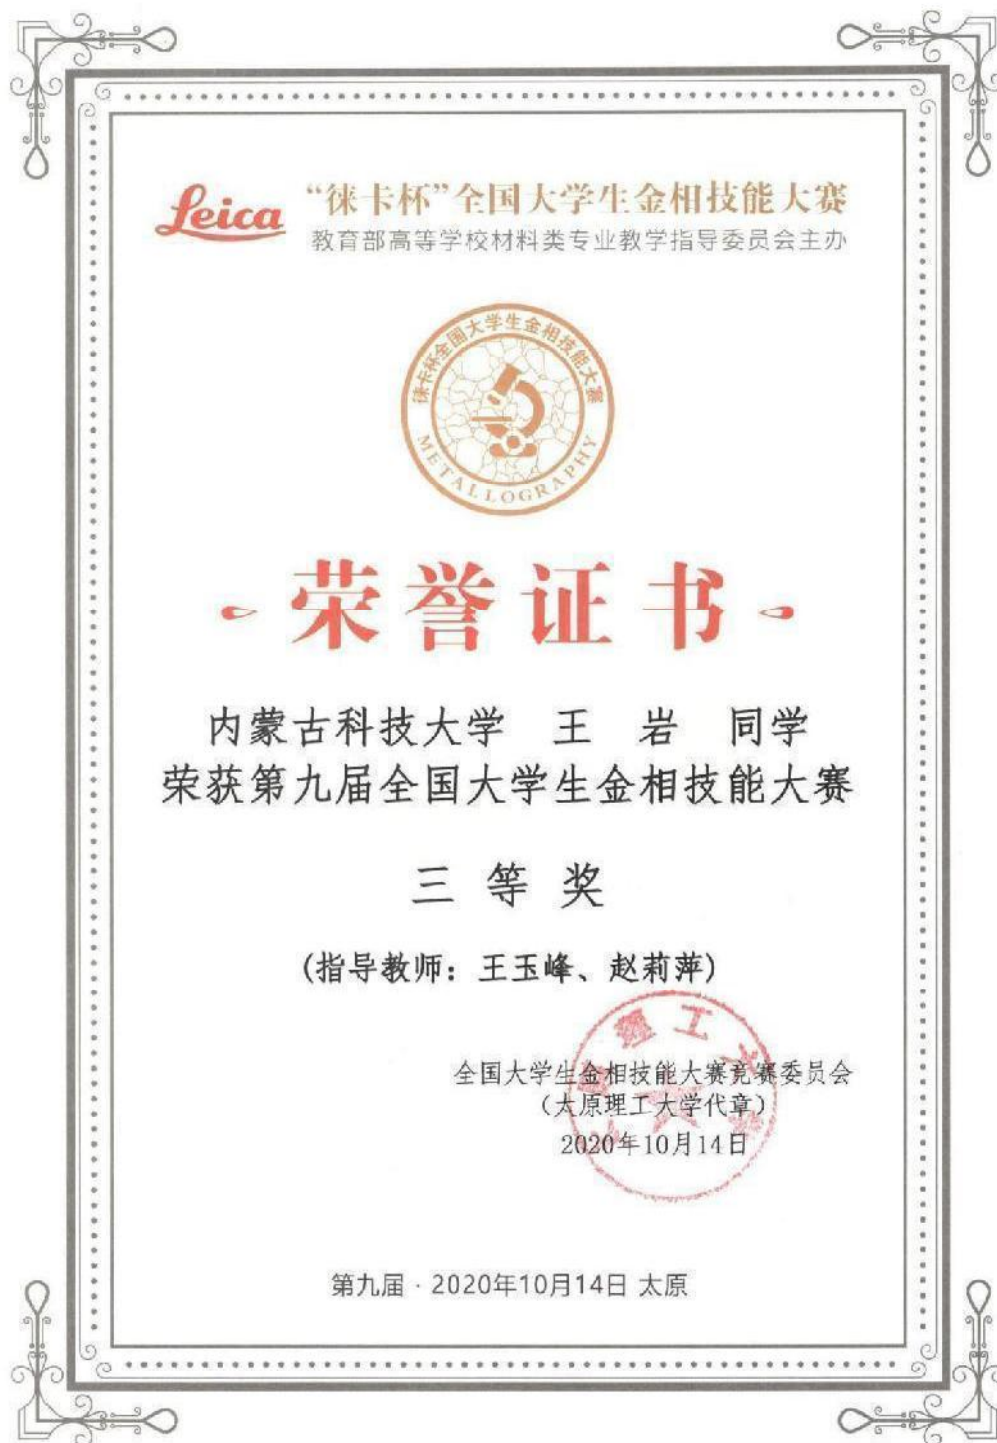 Leica
“徕卡杯”全国大学生金相技能大赛
教育部高等学校材料类专业教学指导委员会主办
徕卡杯全国大学生金相技能大赛
METALLOGRAPHY
荣誉证书
内蒙古科技大学 王 岩 同学
荣获第九届全国大学生金相技能大赛
三 等 奖
(指导教师：王玉峰、赵莉萍)
全国大学生金相技能大赛竞赛委员会
（太原理工大学代章）
2020年10月14日
第九届 · 2020年10月14日 太原